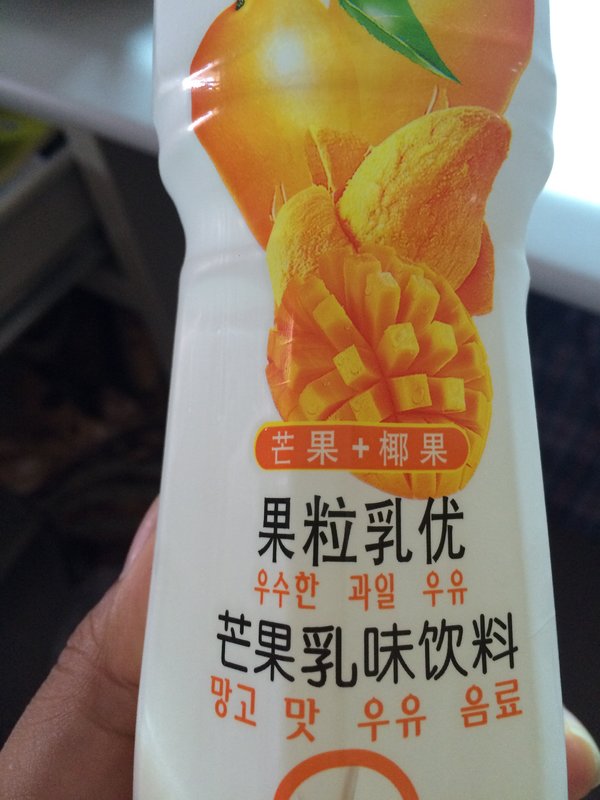 芒果+椰果
果粒乳优
우수한 과일 우유
芒果乳味饮料
망고 맛 우유 음료